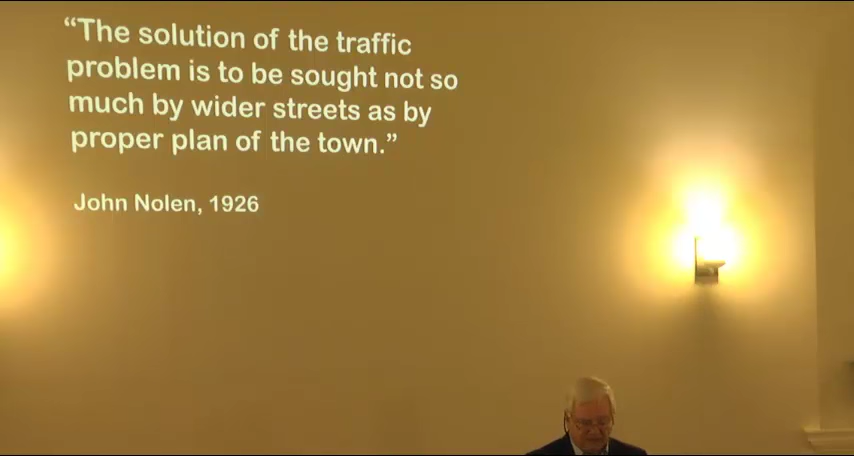 “The solution of the traffic
problem is to be sought not so
much by wider streets as by
proper plan of the town.”
John Nolen, 1926